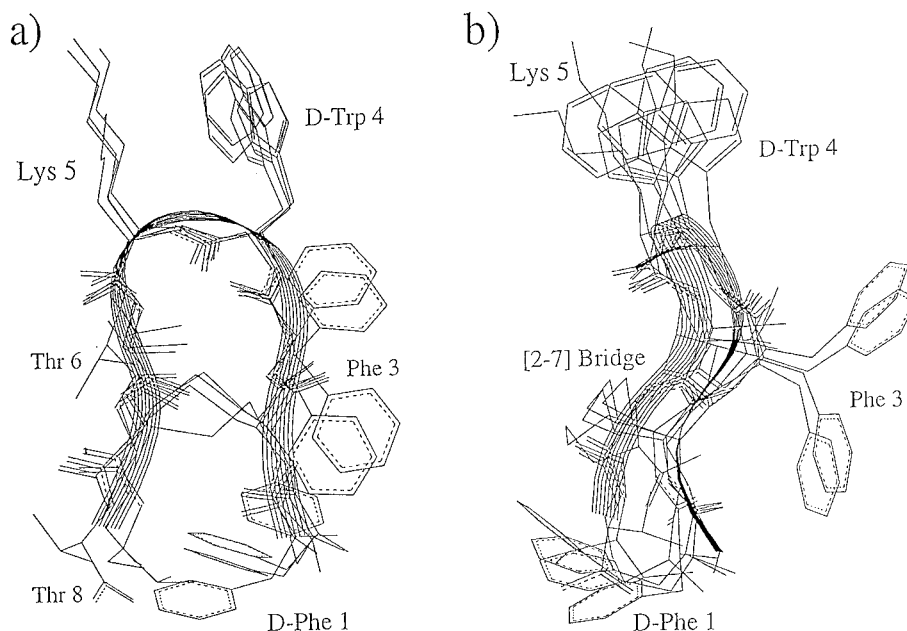 a)
D-Trp 4
Lys 5
Thr 6
Phe 3
Thr 8
D-Phe 1
b)
Lys 5
D-Trp 4
[2-7] Bridge
Phe 3
D-Phe 1